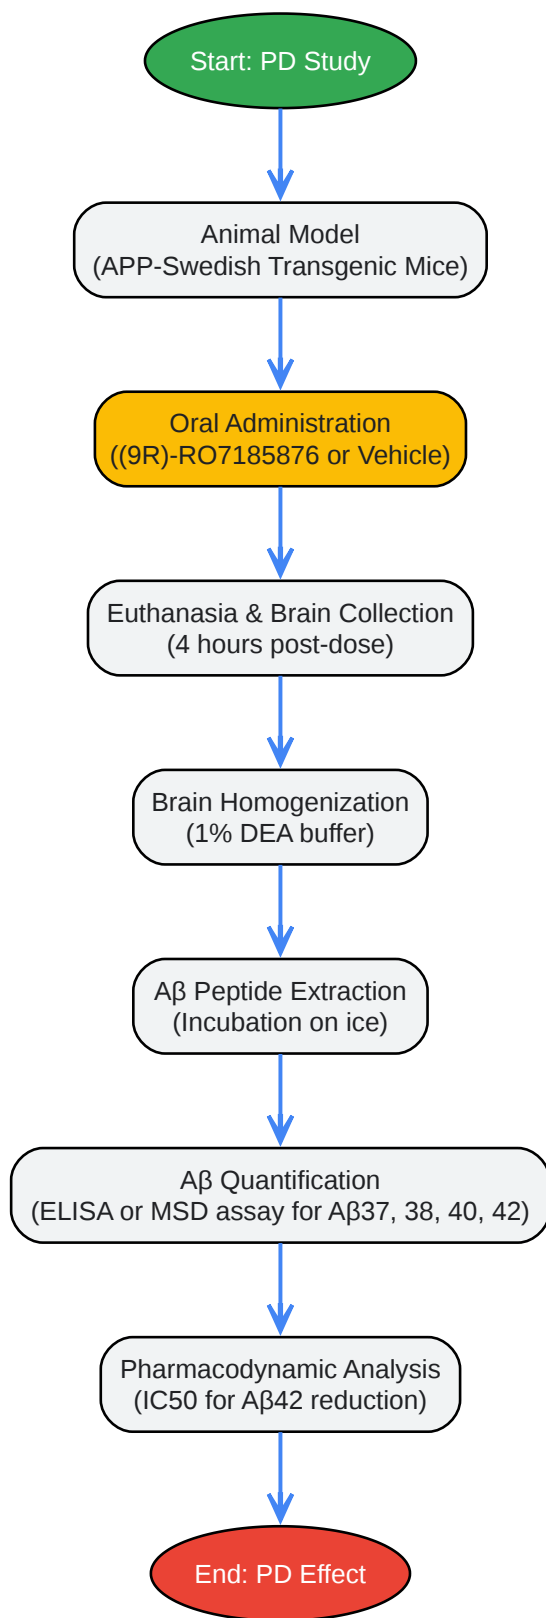 Start: PD Study
Animal Model
(APP-Swedish Transgenic Mice)
Oral Administration
((9R)-RO7185876 or Vehicle)
Euthanasia & Brain Collection
(4 hours post-dose)
Brain Homogenization
(1% DEA buffer)
Aβ Peptide Extraction
(Incubation on ice)
Aβ Quantification
(ELISA or MSD assay for Aβ37, 38, 40, 42)
Pharmacodynamic Analysis
(IC50 for Aβ42 reduction)
End: PD Effect